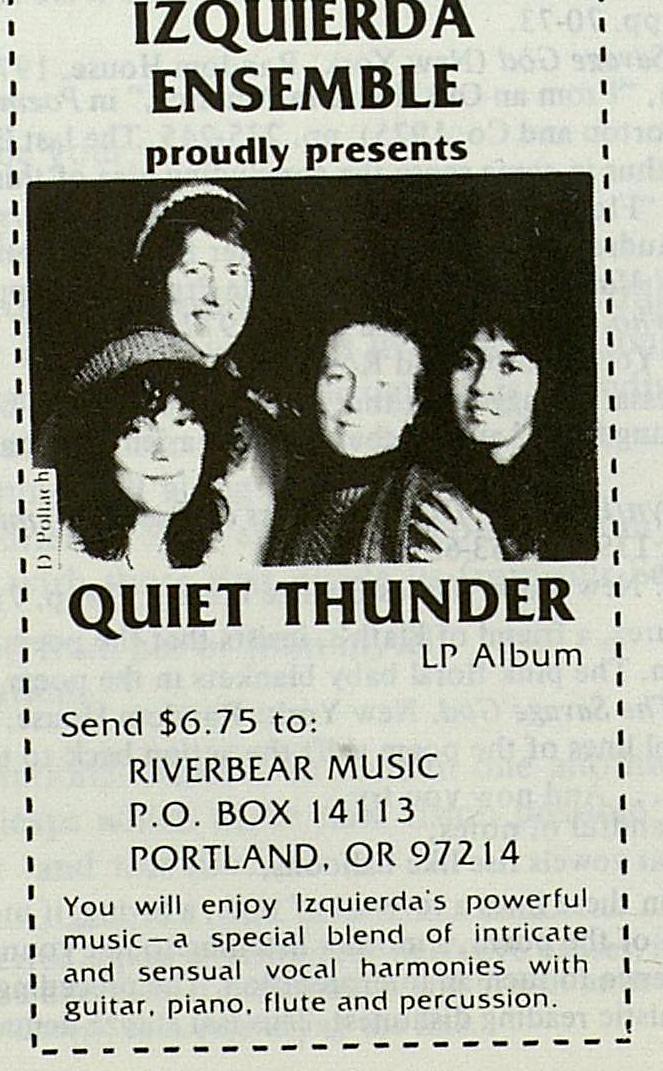 IZQUIERDA
ENSEMBLE
proudly presents
D. Pollach
QUIET THUNDER
LP Album
Send $6.75 to:
RIVERBEAR MUSIC
P.O. BOX 14113
PORTLAND, OR 97214
You will enjoy Izquierda's powerful
music—a special blend of intricate
and sensual vocal harmonies with
guitar, piano, flute and percussion.